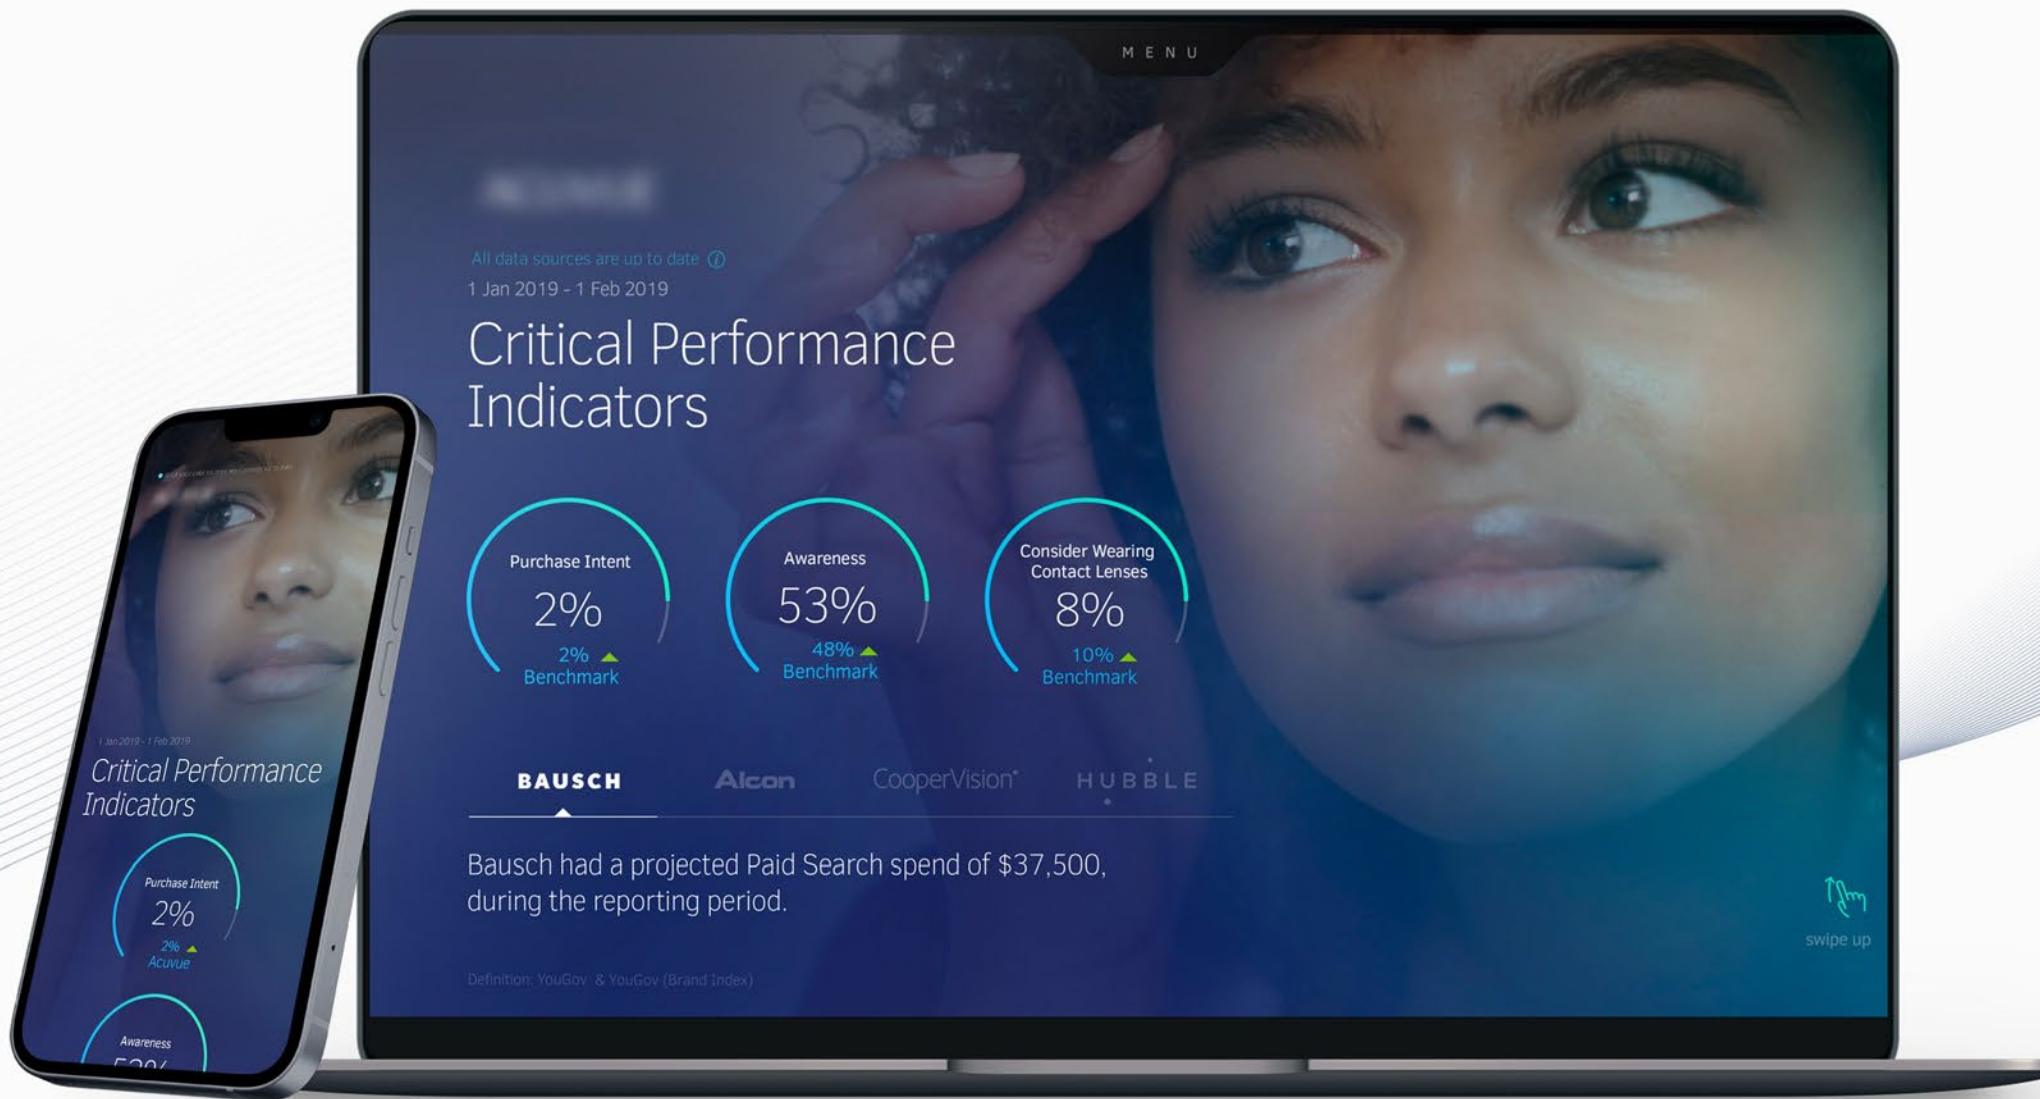 MENU
ACUVUE
All data sources are up to date
1 Jan 2019 - 1 Feb 2019
Critical Performance
Indicators
Purchase Intent
2%
2%
Benchmark
Awareness
53%
48%
Benchmark
Consider Wearing
Contact Lenses
8%
10%
Benchmark
BAUSCH
Alcon
CooperVision®
HUBBLE
Bausch had a projected Paid Search spend of $37,500,
during the reporting period.
Definition: YouGov & YouGov (Brand Index)
swipe up
1 Jan 2019 - 1 Feb 2019
Critical Performance
Indicators
Purchase Intent
2%
2%
Acuvue
Awareness